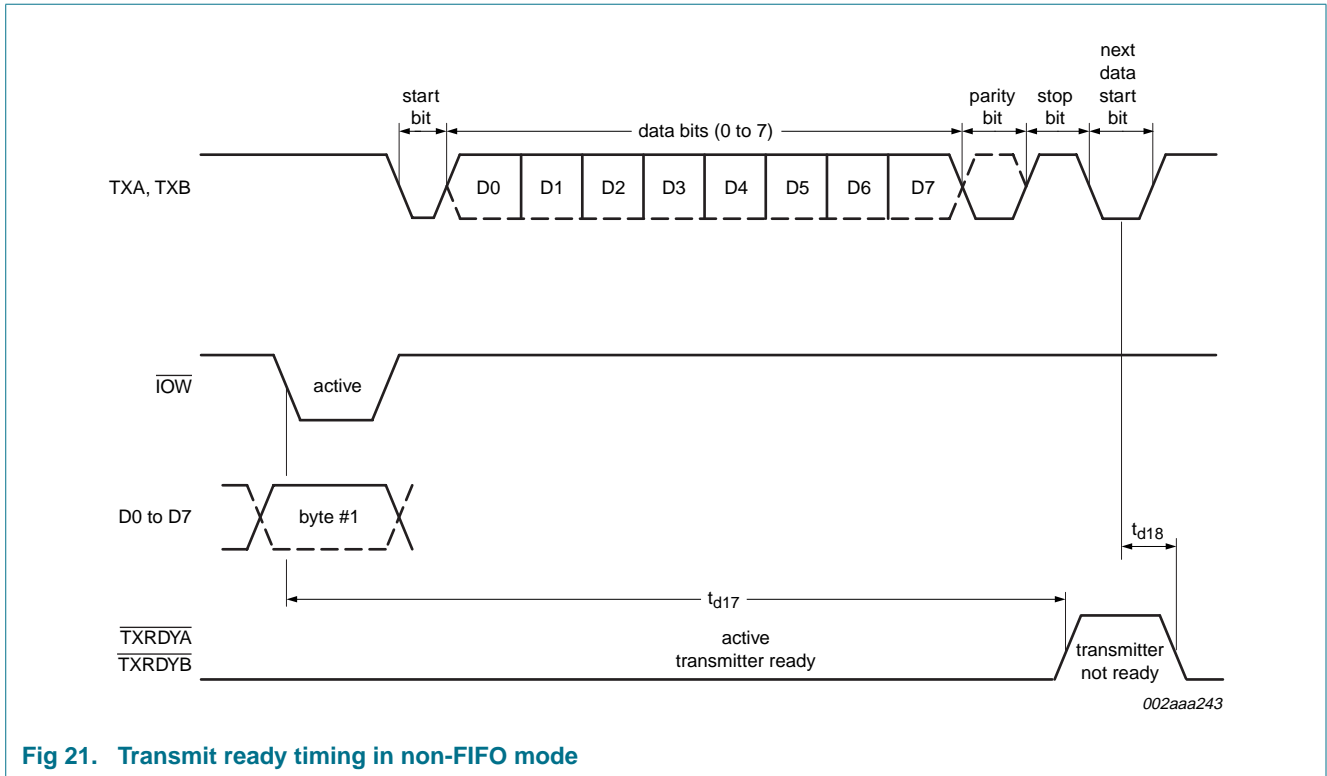 next
data
start
bit
start
bit
parity
bit
stop
bit
data bits (0 to 7)
TXA, TXB
D0
D1
D2
D3
D4
D5
D6
D7
IOW
active
D0 to D7
byte #1
td18
td17
TXRDYA
TXRDYB
active
transmitter ready
transmitter
not ready
002aaa243
Fig 21. Transmit ready timing in non-FIFO mode